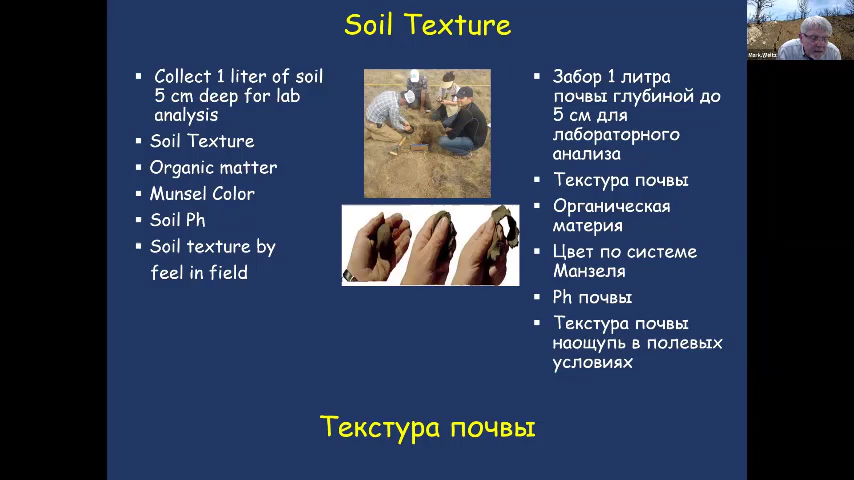 Soil Texture
Collect 1 liter of soil
5 cm deep for lab
analysis
Soil Texture
Organic matter
Munsel Color
Soil Ph
Soil texture by
feel in field
Забор 1 литра
почвы глубиной до
5 см для
лабораторного
анализа
Текстура почвы
Органическая
материя
Цвет по системе
Манзеля
Ph почвы
Текстура почвы
наощупь в полевых
условиях
Текстура почвы
Mark.Weltz